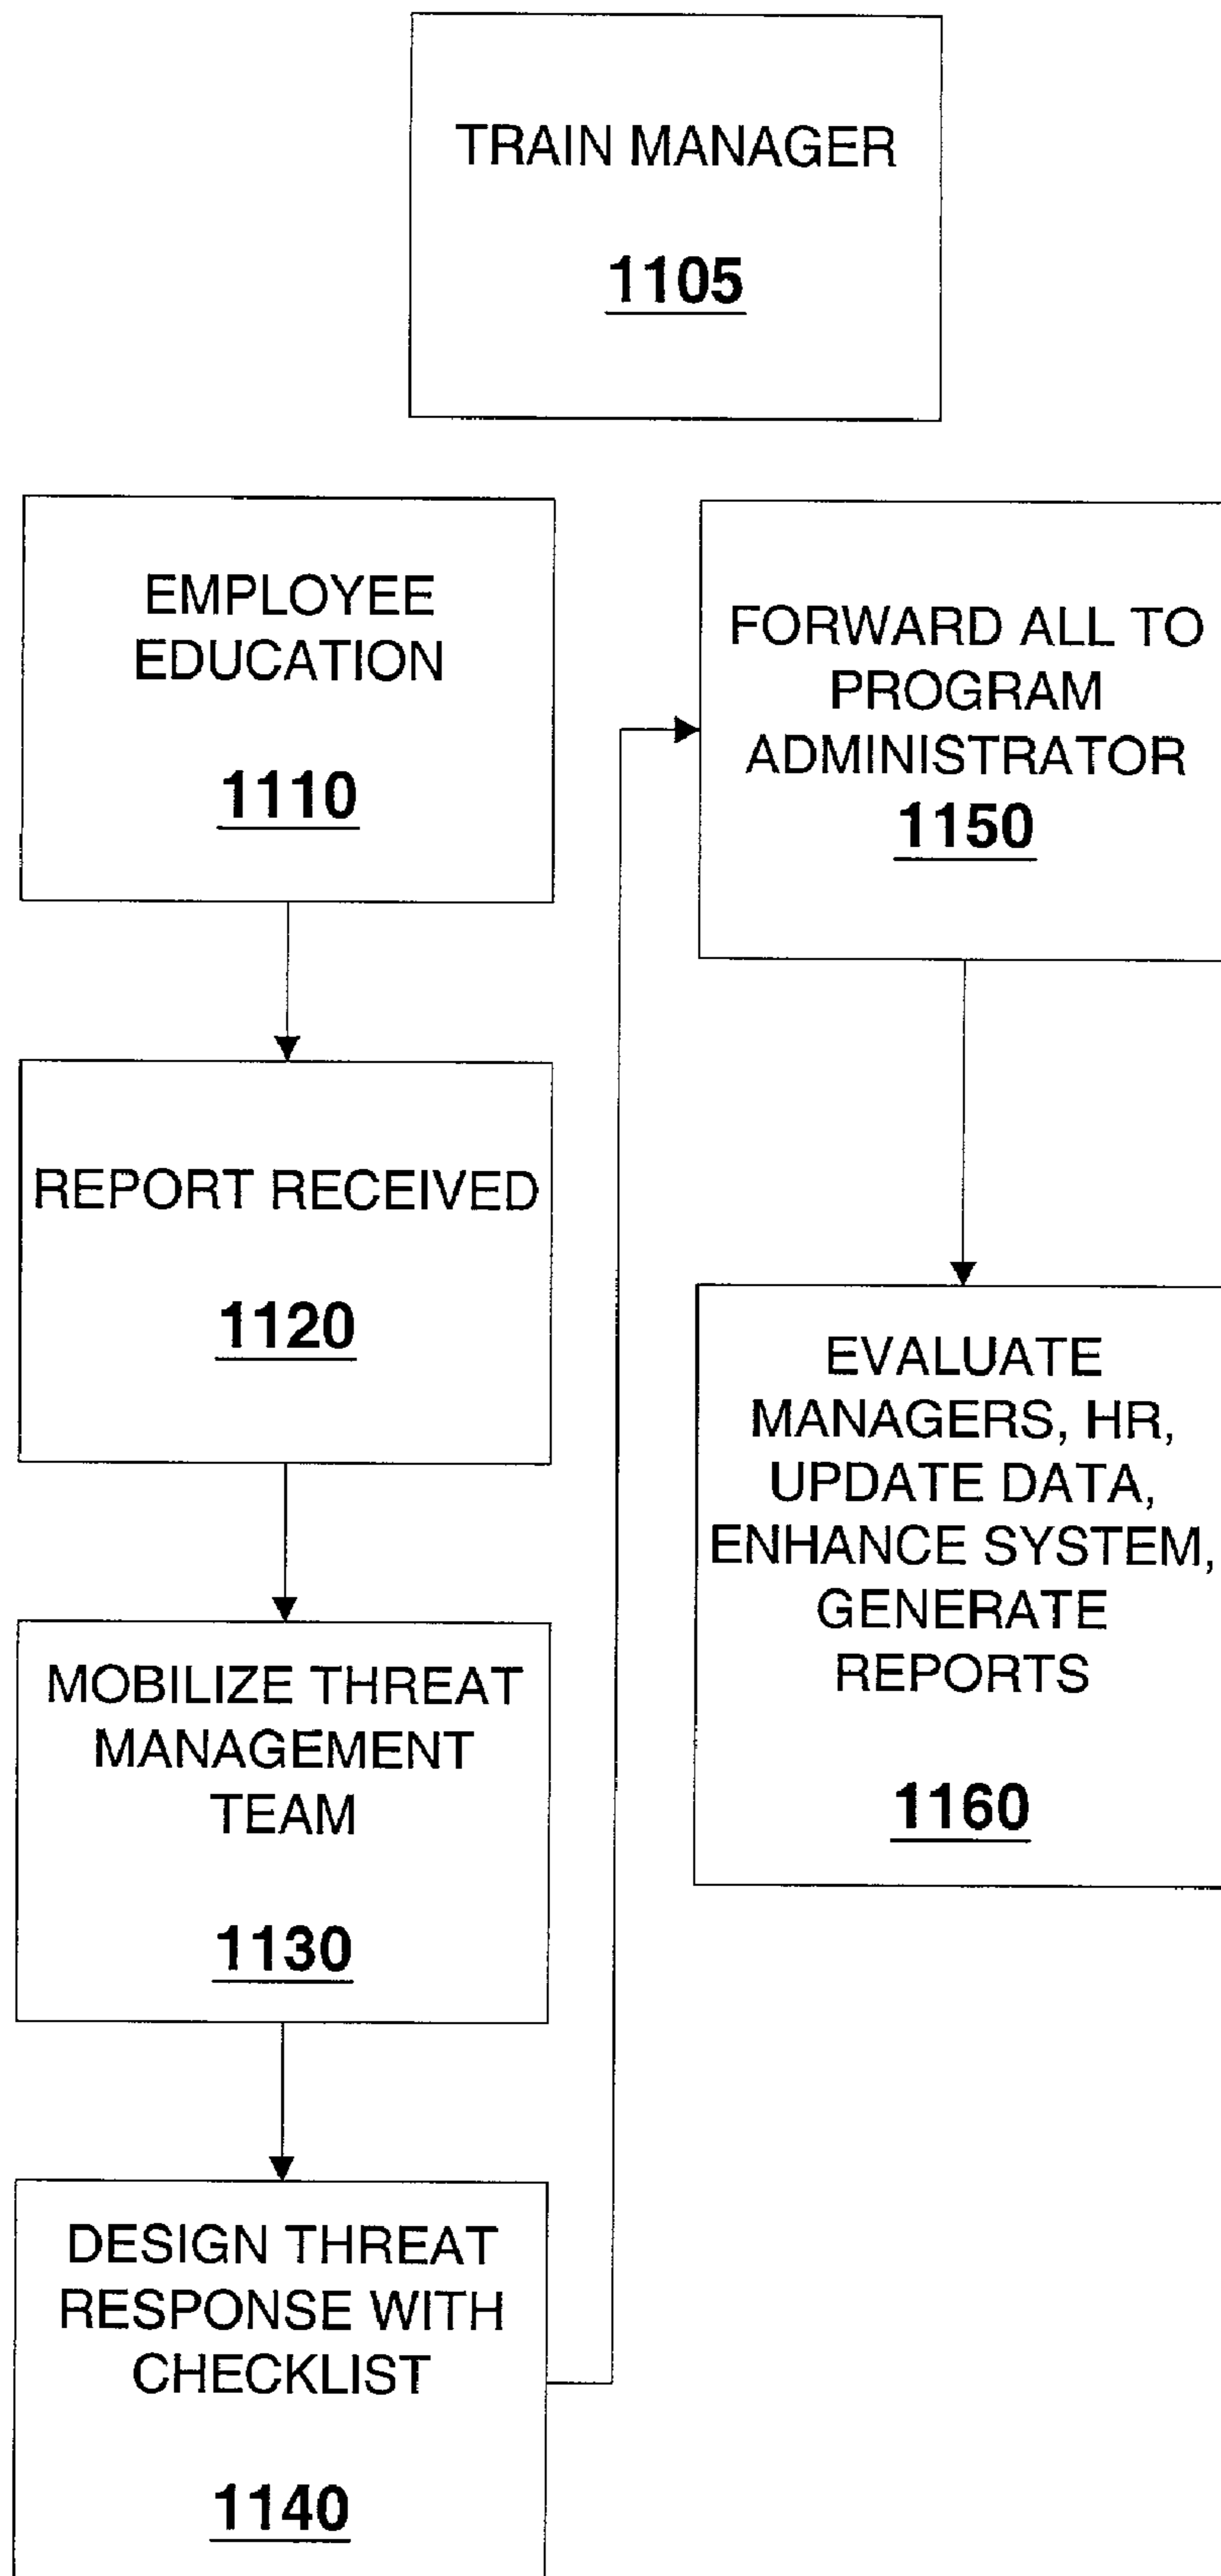 TRAIN MANAGER
1105
EMPLOYEE
EDUCATION
1110
REPORT RECEIVED
1120
MOBILIZE THREAT
MANAGEMENT
TEAM
1130
DESIGN THREAT
RESPONSE WITH
CHECKLIST
1140
FORWARD ALL TO
PROGRAM
ADMINISTRATOR
1150
EVALUATE
MANAGERS, HR,
UPDATE DATA,
ENHANCE SYSTEM,
GENERATE
REPORTS
1160